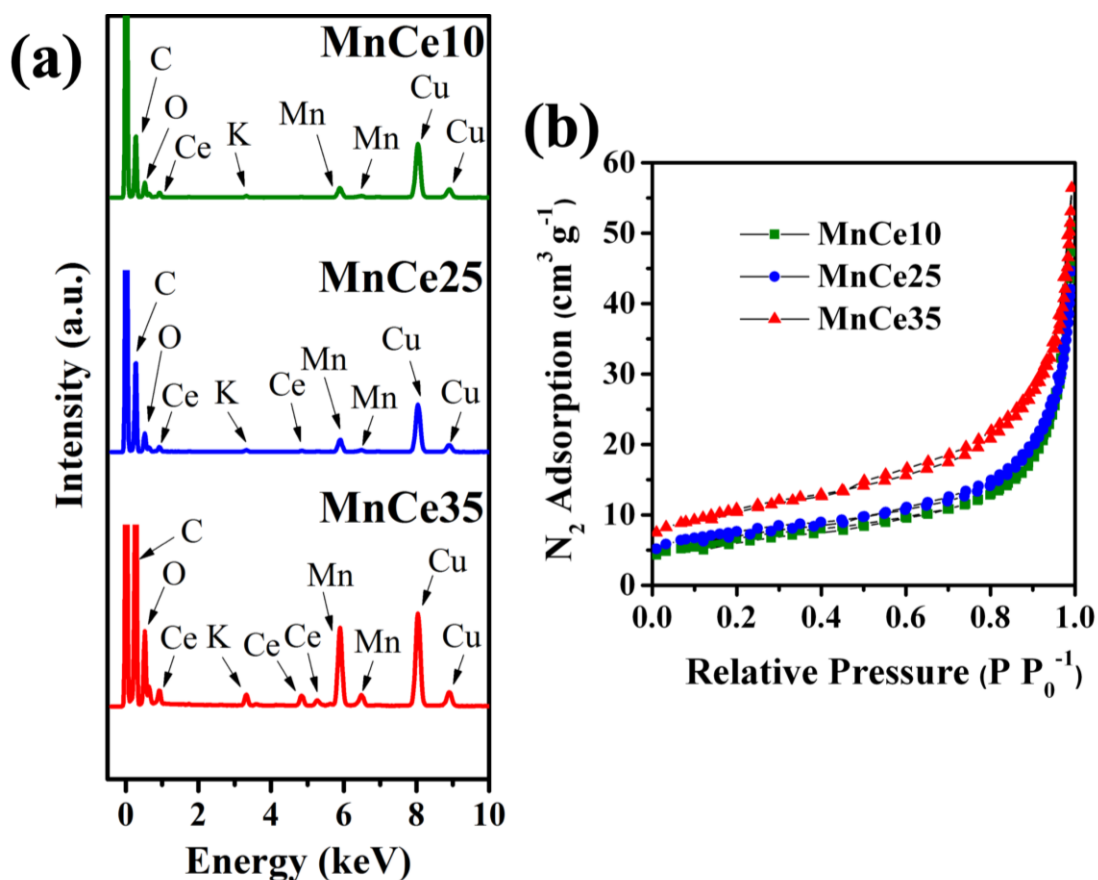 (a)
MnCe10
C
O
Ce
K
Mn
Mn
Cu
Cu
MnCe25
C
O
Ce
K
Ce
Mn
Mn
Cu
Cu
MnCe35
C
O
Ce
K
Ce
Ce
Mn
Mn
Cu
Cu
Intensity (a.u.)
0 2 4 6 8 10
Energy (keV)
(b)
60
50
40
30
20
10
0
MnCe10
MnCe25
MnCe35
N₂ Adsorption (cm³ g⁻¹)
0.0 0.2 0.4 0.6 0.8 1.0
Relative Pressure (P P₀⁻¹)